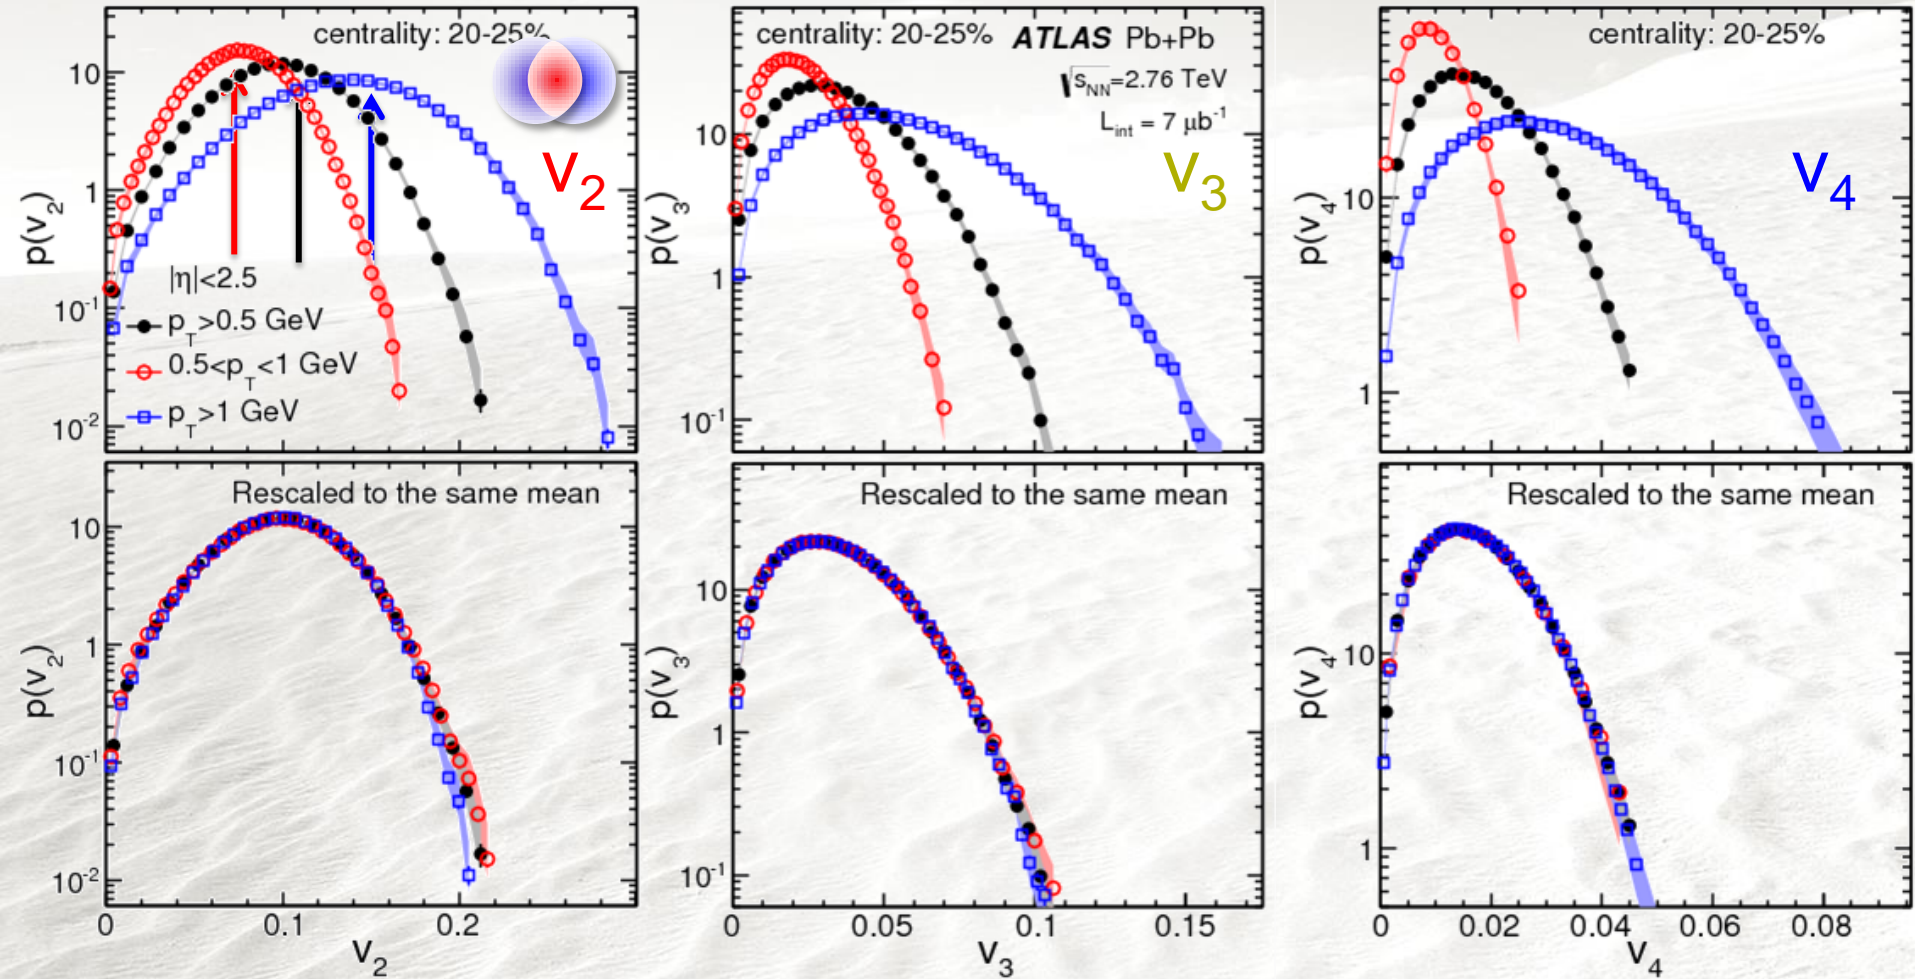 centrality: 20-25%
10
1
10⁻¹
10⁻²
p(v₂)
v₂
|η|<2.5
p_T>0.5 GeV
0.5<p_T<1 GeV
p_T>1 GeV
centrality: 20-25% ATLAS Pb+Pb
√s_NN=2.76 TeV
L_int = 7 μb⁻¹
10
1
10⁻¹
p(v₃)
v₃
centrality: 20-25%
10
1
p(v₄)
v₄
Rescaled to the same mean
10
1
10⁻¹
10⁻²
p(v₂)
0 0.1 0.2
v₂
Rescaled to the same mean
10
1
10⁻¹
p(v₃)
0 0.05 0.1 0.15
v₃
Rescaled to the same mean
10
1
p(v₄)
0 0.02 0.04 0.06 0.08
v₄